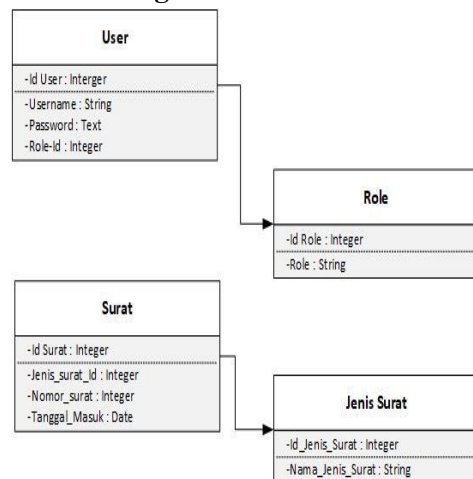 User
-Id User : Interger
-Username : String
-Password : Text
-Role-Id : Integer
Role
-Id Role : Integer
-Role : String
Surat
-Id Surat : Integer
-Jenis_surat_Id : Integer
-Nomor_surat : Integer
-Tanggal_Masuk : Date
Jenis Surat
-Id_Jenis_Surat : Integer
-Nama_Jenis_Surat : String